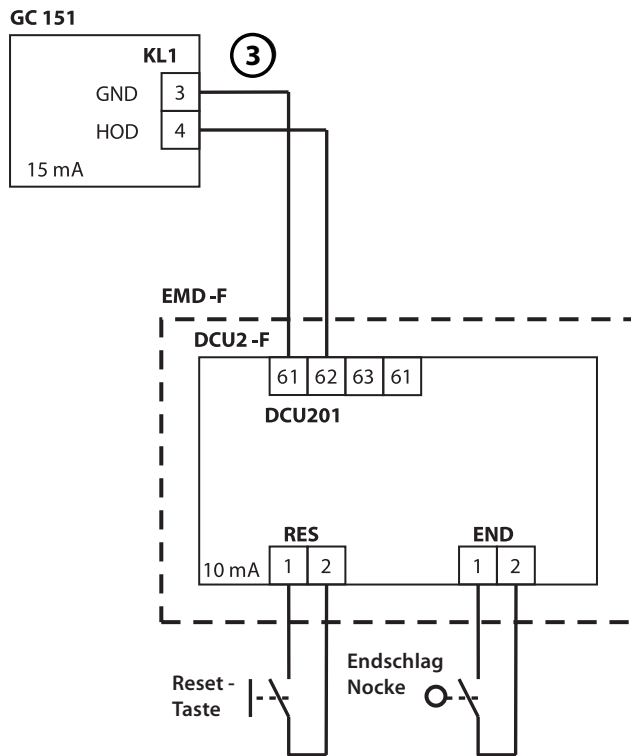 GC 151
KL1
3
GND 3
HOD 4
15 mA
EMD -F
DCU2 -F
61 62 63 61
DCU201
RES END
10 mA 1 2 1 2
Reset -
Taste
Endschlag
Nocke